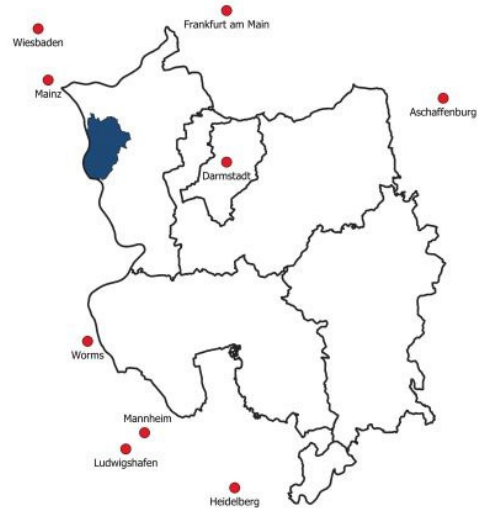 Frankfurt am Main
Wiesbaden
Mainz
Aschaffenburg
Darmstadt
Worms
Mannheim
Ludwigshafen
Heidelberg